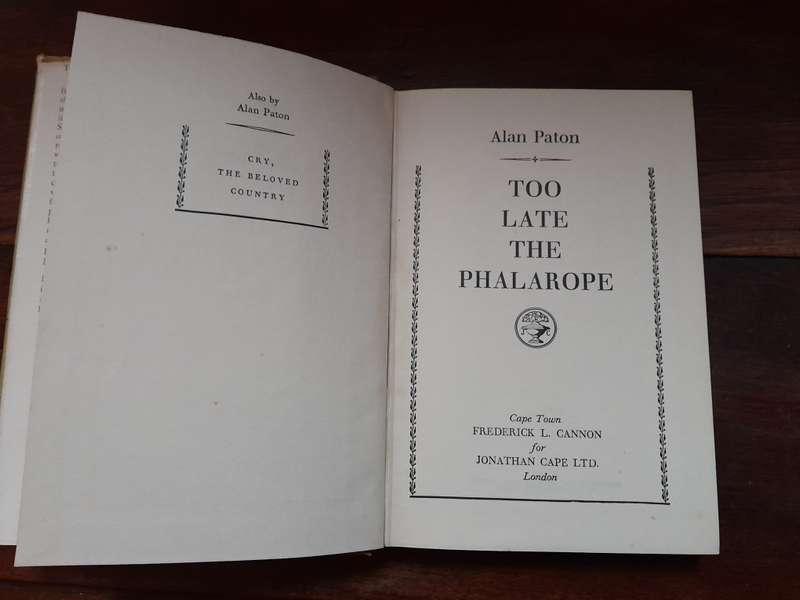 Also by
Alan Paton
CRY,
THE BELOVED
COUNTRY
Alan Paton
TOO
LATE
THE
PHALAROPE
J C
Cape Town
FREDERICK L. CANNON
for
JONATHAN CAPE LTD.
London